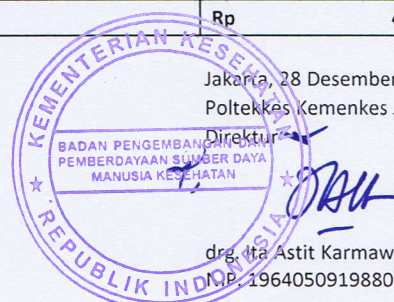 Rp
Jakarta, 28 Desember
Poltekkes Kemenkes
Direktur
KEMENTERIAN KESEHATAN
BADAN PENGEMBANGAN DAN
PEMBERDAYAAN SUMBER DAYA
MANUSIA KESEHATAN
REPUBLIK INDONESIA
drg. Ita Astit Karmaw
NIP. 1964050919880